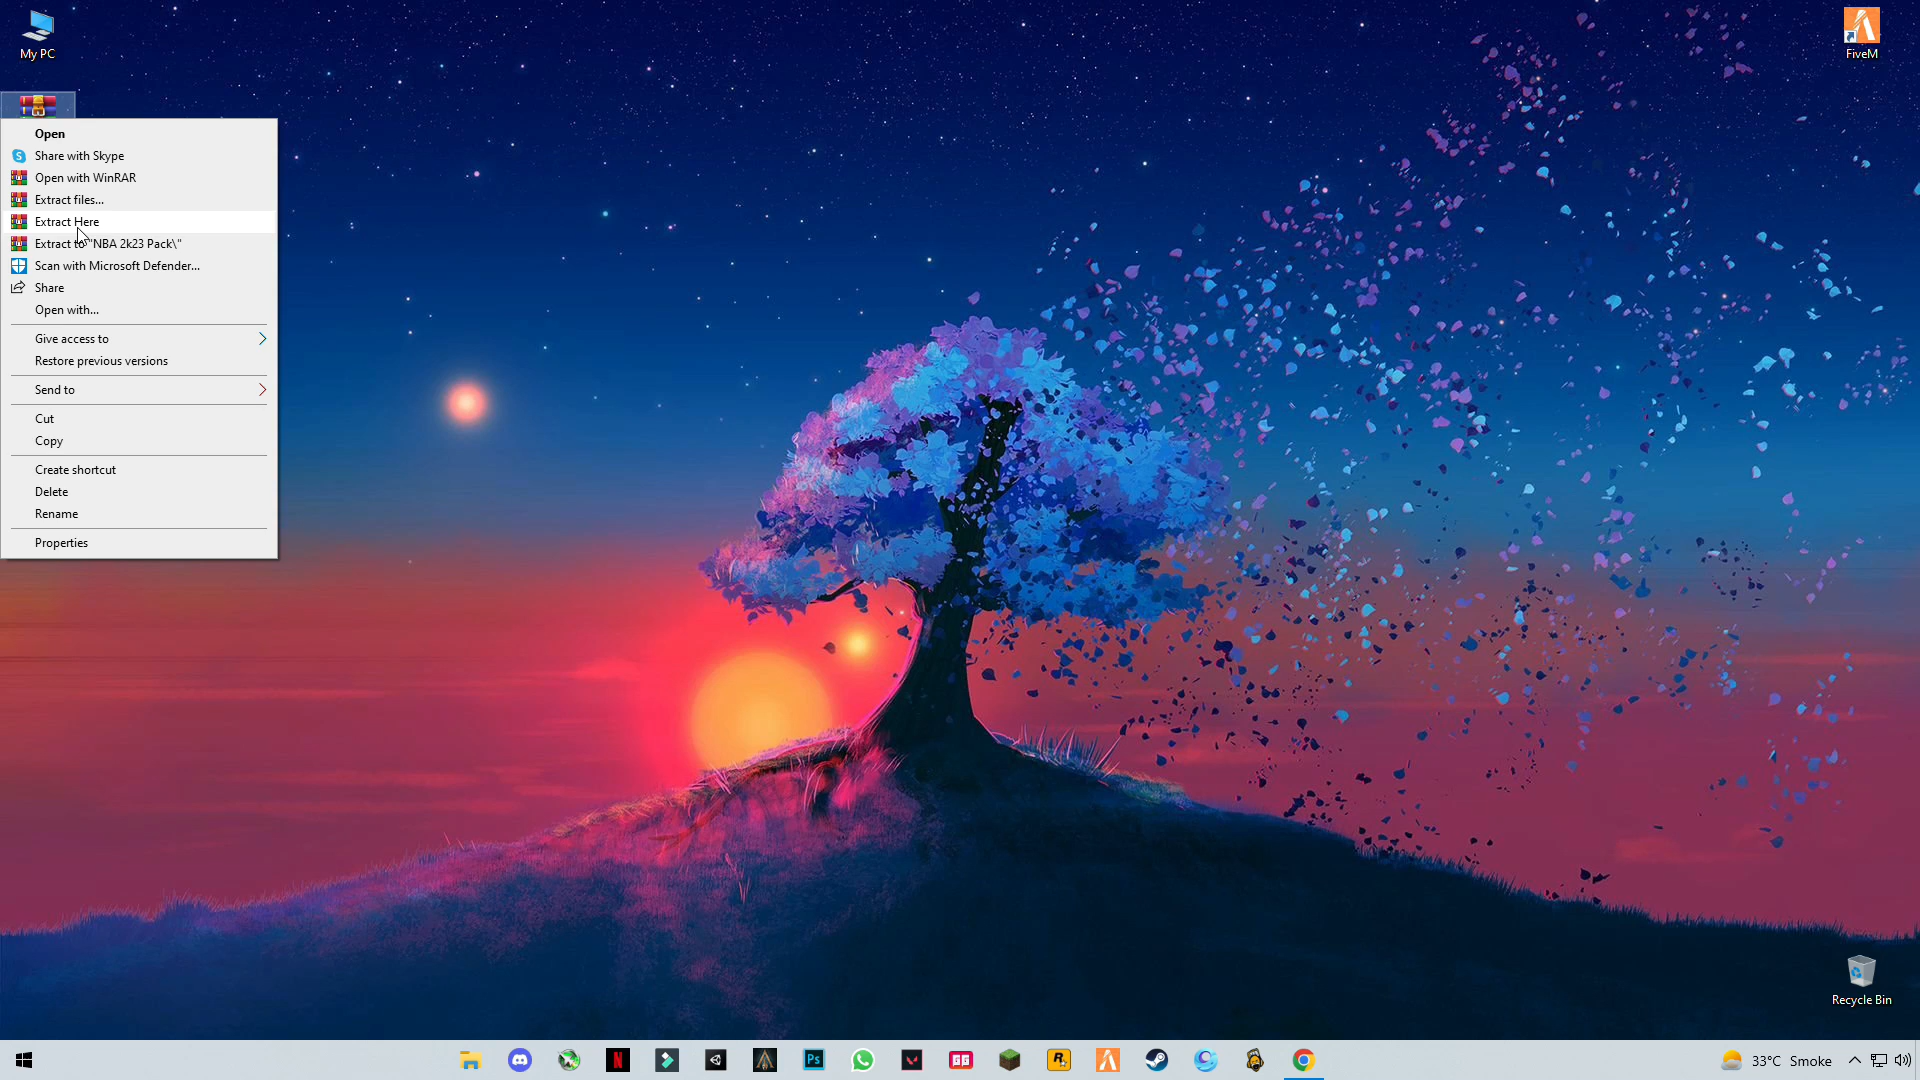 My PC
FiveM
Open
Share with Skype
Open with WinRAR
Extract files...
Extract Here
Extract to "NBA 2k23 Pack\"
Scan with Microsoft Defender...
Share
Open with...
Give access to
Restore previous versions
Send to
Cut
Copy
Create shortcut
Delete
Rename
Properties
Recycle Bin
33°C Smoke